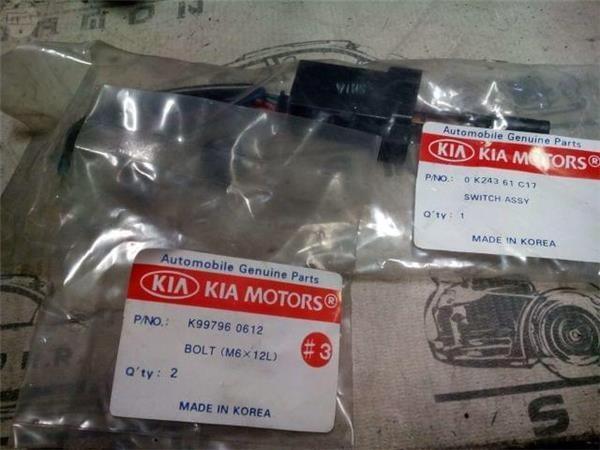 Automobile Genuine Parts
KIA KIA MOTORS®
P/NO.: 0 K243 61 C17
SWITCH ASSY
Q'ty : 1
MADE IN KOREA
Automobile Genuine Parts
KIA KIA MOTORS®
P/NO.: K99796 0612
BOLT (M6×12L)
#3
Q'ty : 2
MADE IN KOREA
S